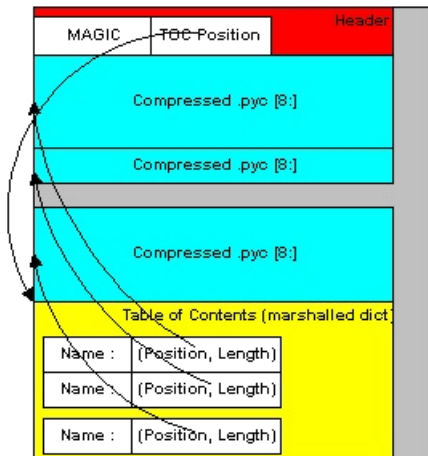 Header
MAGIC TOC Position
Compressed .pyc [8:]
Compressed .pyc [8:]
Compressed .pyc [8:]
Table of Contents (marshalled dict)
Name : (Position, Length)
Name : (Position, Length)
Name : (Position, Length)